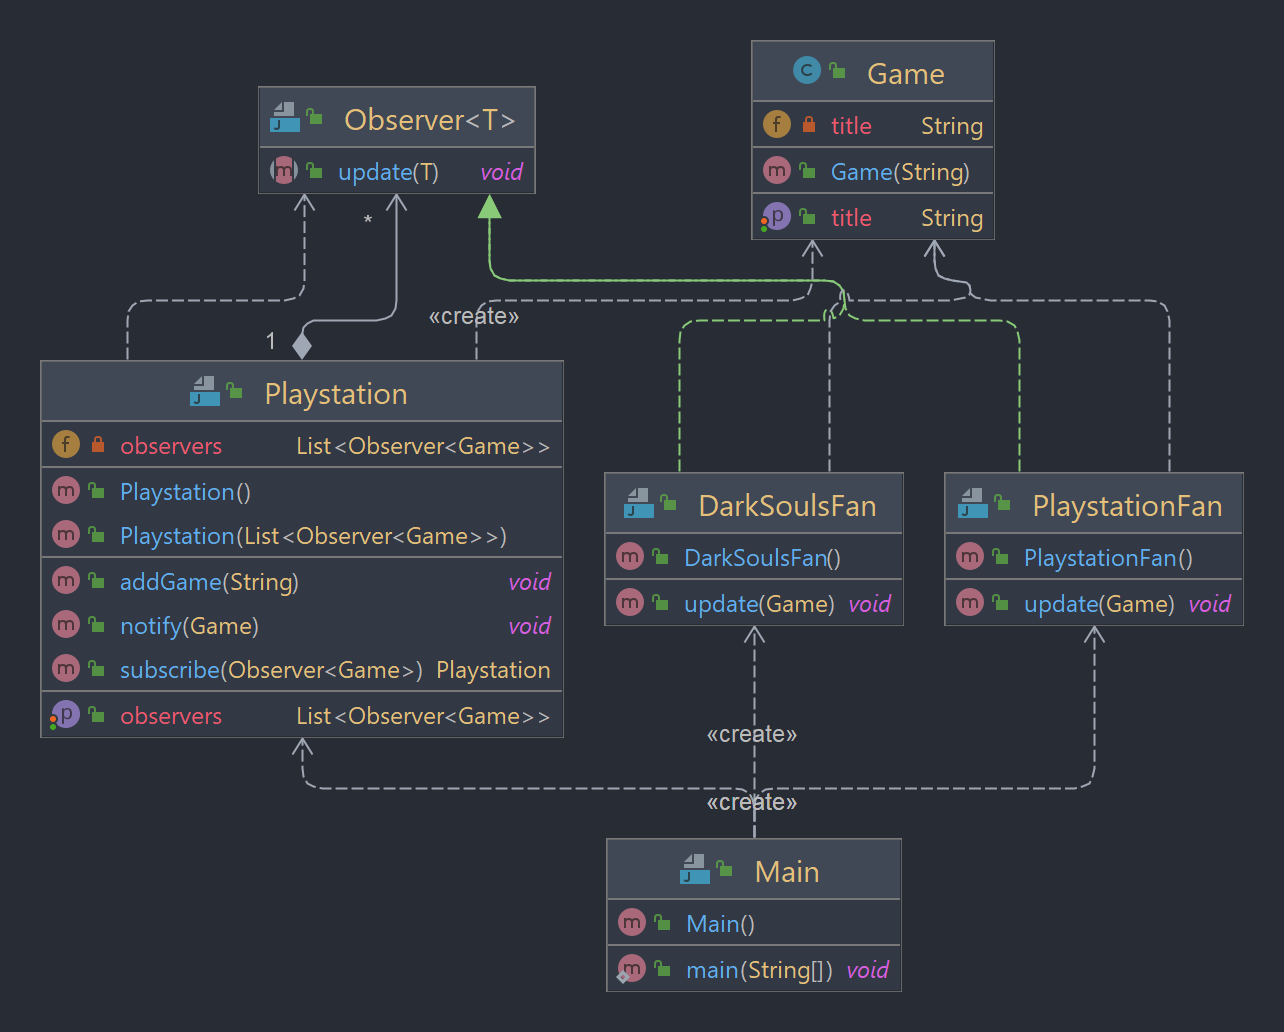 Observer<T>
update(T) void
Game
title String
Game(String)
title String
*
1
«create»
Playstation
observers List<Observer<Game>>
Playstation()
Playstation(List<Observer<Game>>)
addGame(String) void
notify(Game) void
subscribe(Observer<Game>) Playstation
observers List<Observer<Game>>
DarkSoulsFan
DarkSoulsFan()
update(Game) void
PlaystationFan
PlaystationFan()
update(Game) void
«create»
«create»
Main
Main()
main(String[]) void